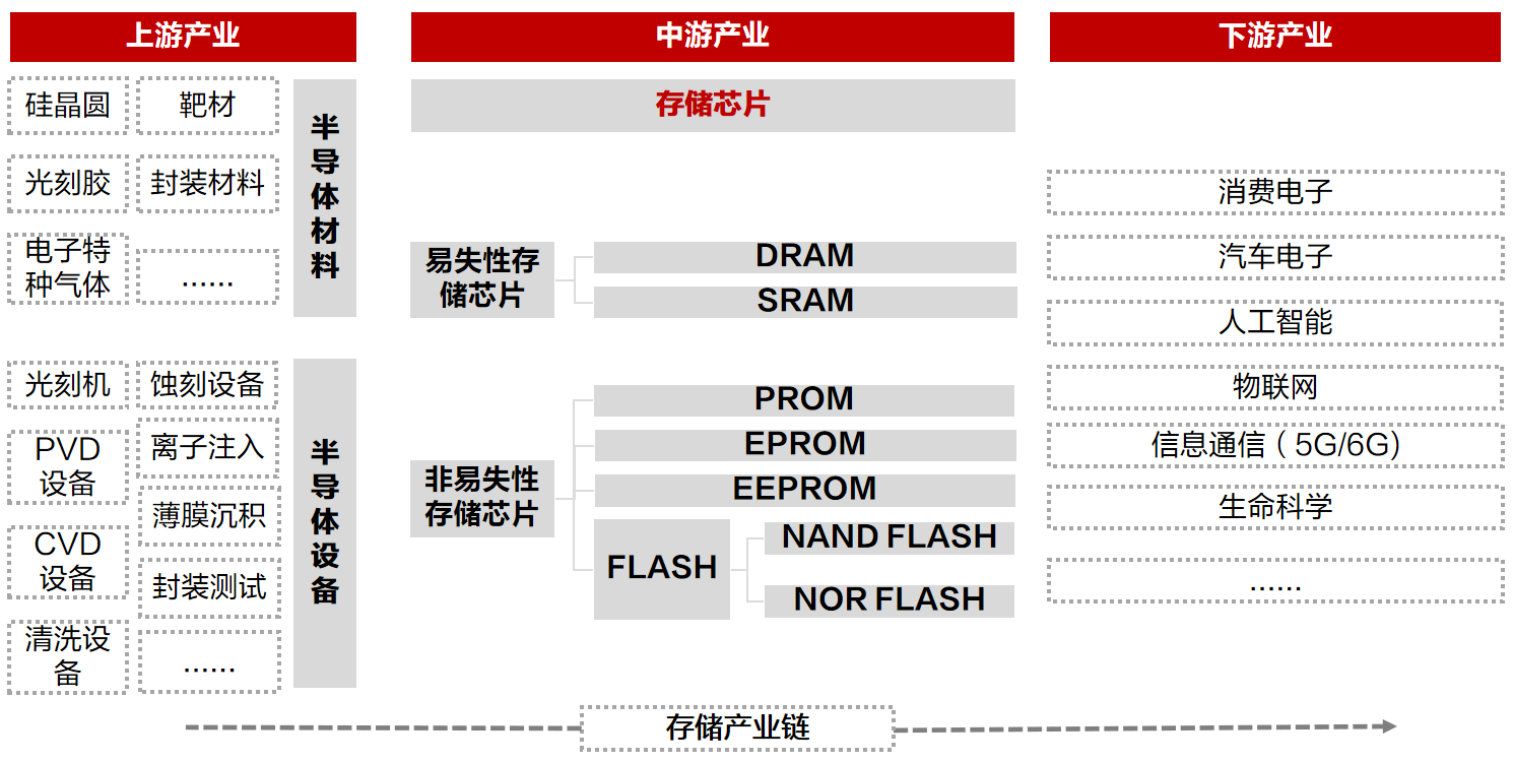 上游产业
中游产业
下游产业
硅晶圆
靶材
光刻胶
封装材料
电子特
种气体
......
半导体材料
光刻机
蚀刻设备
PVD
设备
离子注入
薄膜沉积
CVD
设备
封装测试
清洗设
备
......
半导体设备
存储芯片
易失性存
储芯片
DRAM
SRAM
非易失性
存储芯片
PROM
EPROM
EEPROM
FLASH
NAND FLASH
NOR FLASH
消费电子
汽车电子
人工智能
物联网
信息通信（5G/6G)
生命科学
......
存储产业链